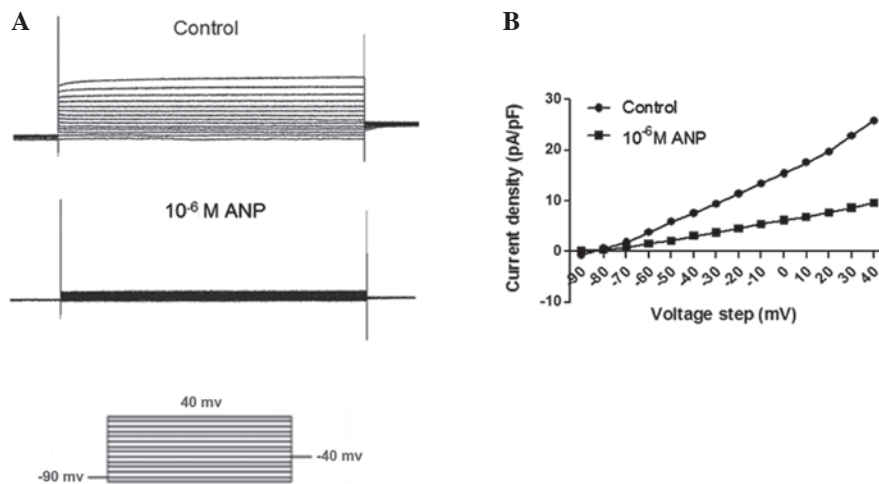 A
Control
10⁻⁶ M ANP
40 mv
-40 mv
-90 mv
B
Control
10⁻⁶M ANP
Current density (pA/pF)
30
20
10
0
-10
-90 -80 -70 -60 -50 -40 -30 -20 -10 0 10 20 30 40
Voltage step (mV)